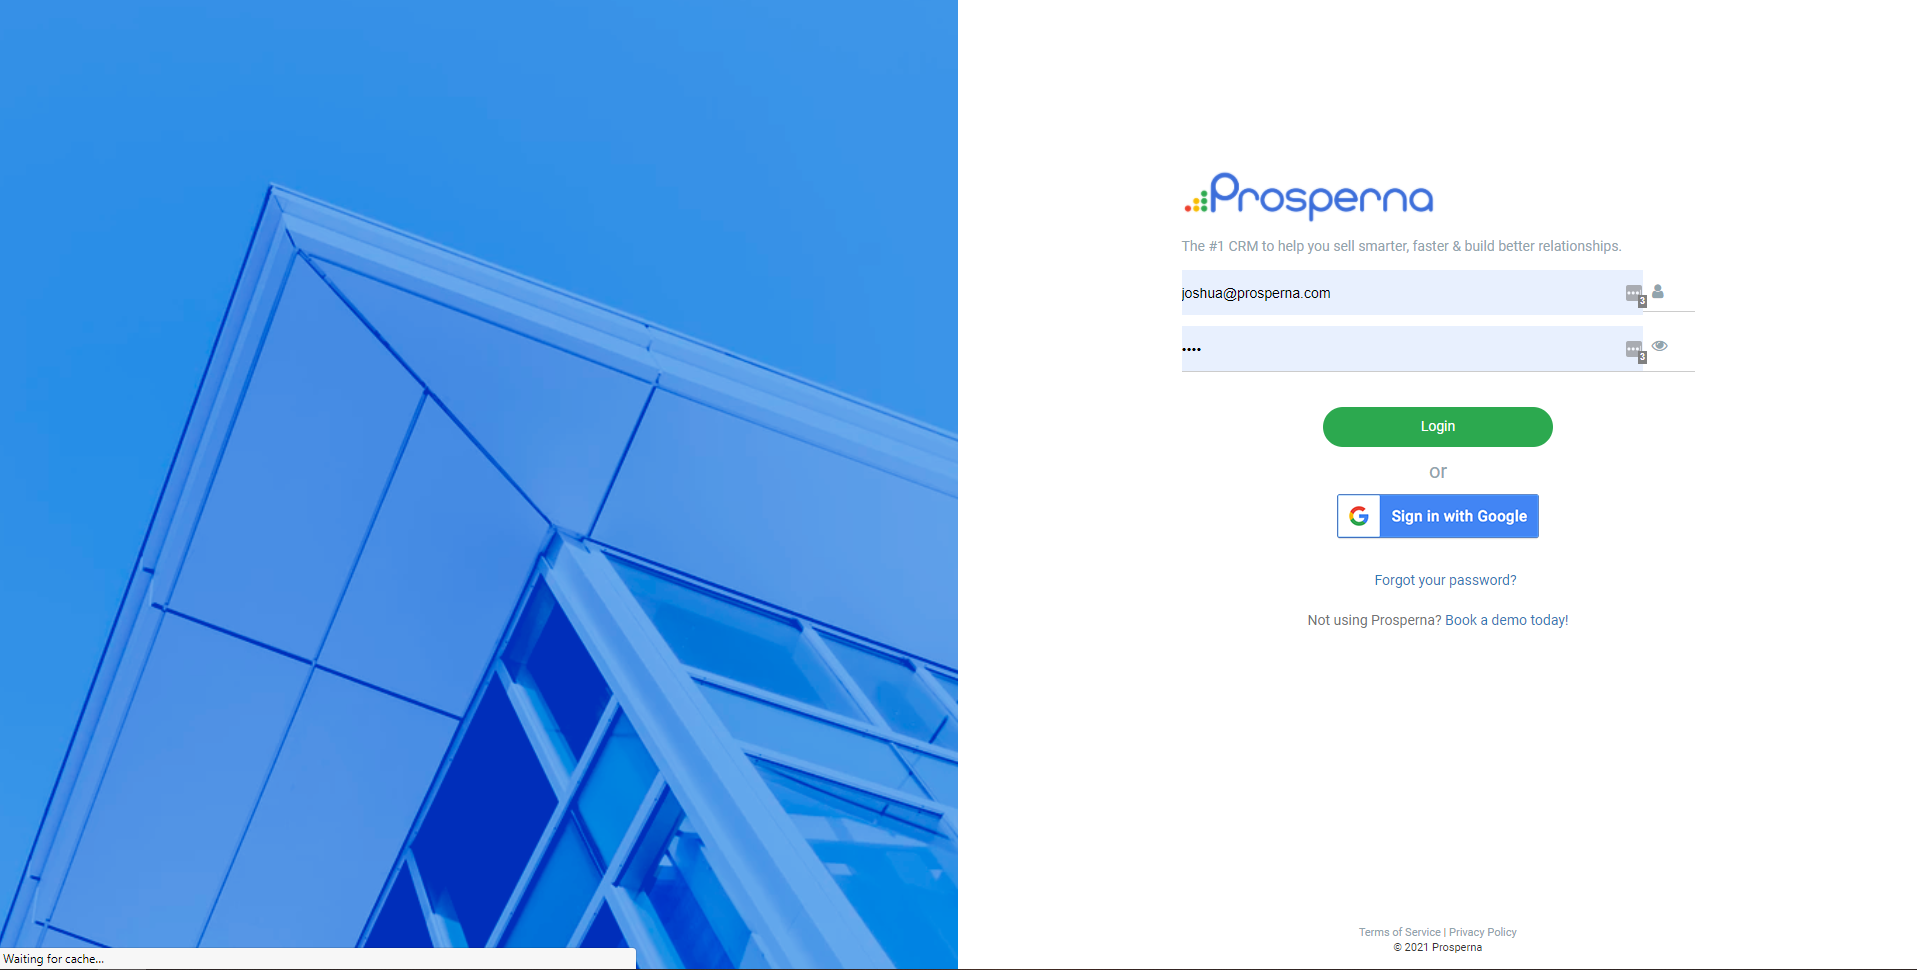 Prosperna
The #1 CRM to help you sell smarter, faster & build better relationships.
joshua@prosperna.com
3
••••
3
Login
or
G Sign in with Google
Forgot your password?
Not using Prosperna? Book a demo today!
Terms of Service | Privacy Policy
© 2021 Prosperna
Waiting for cache...